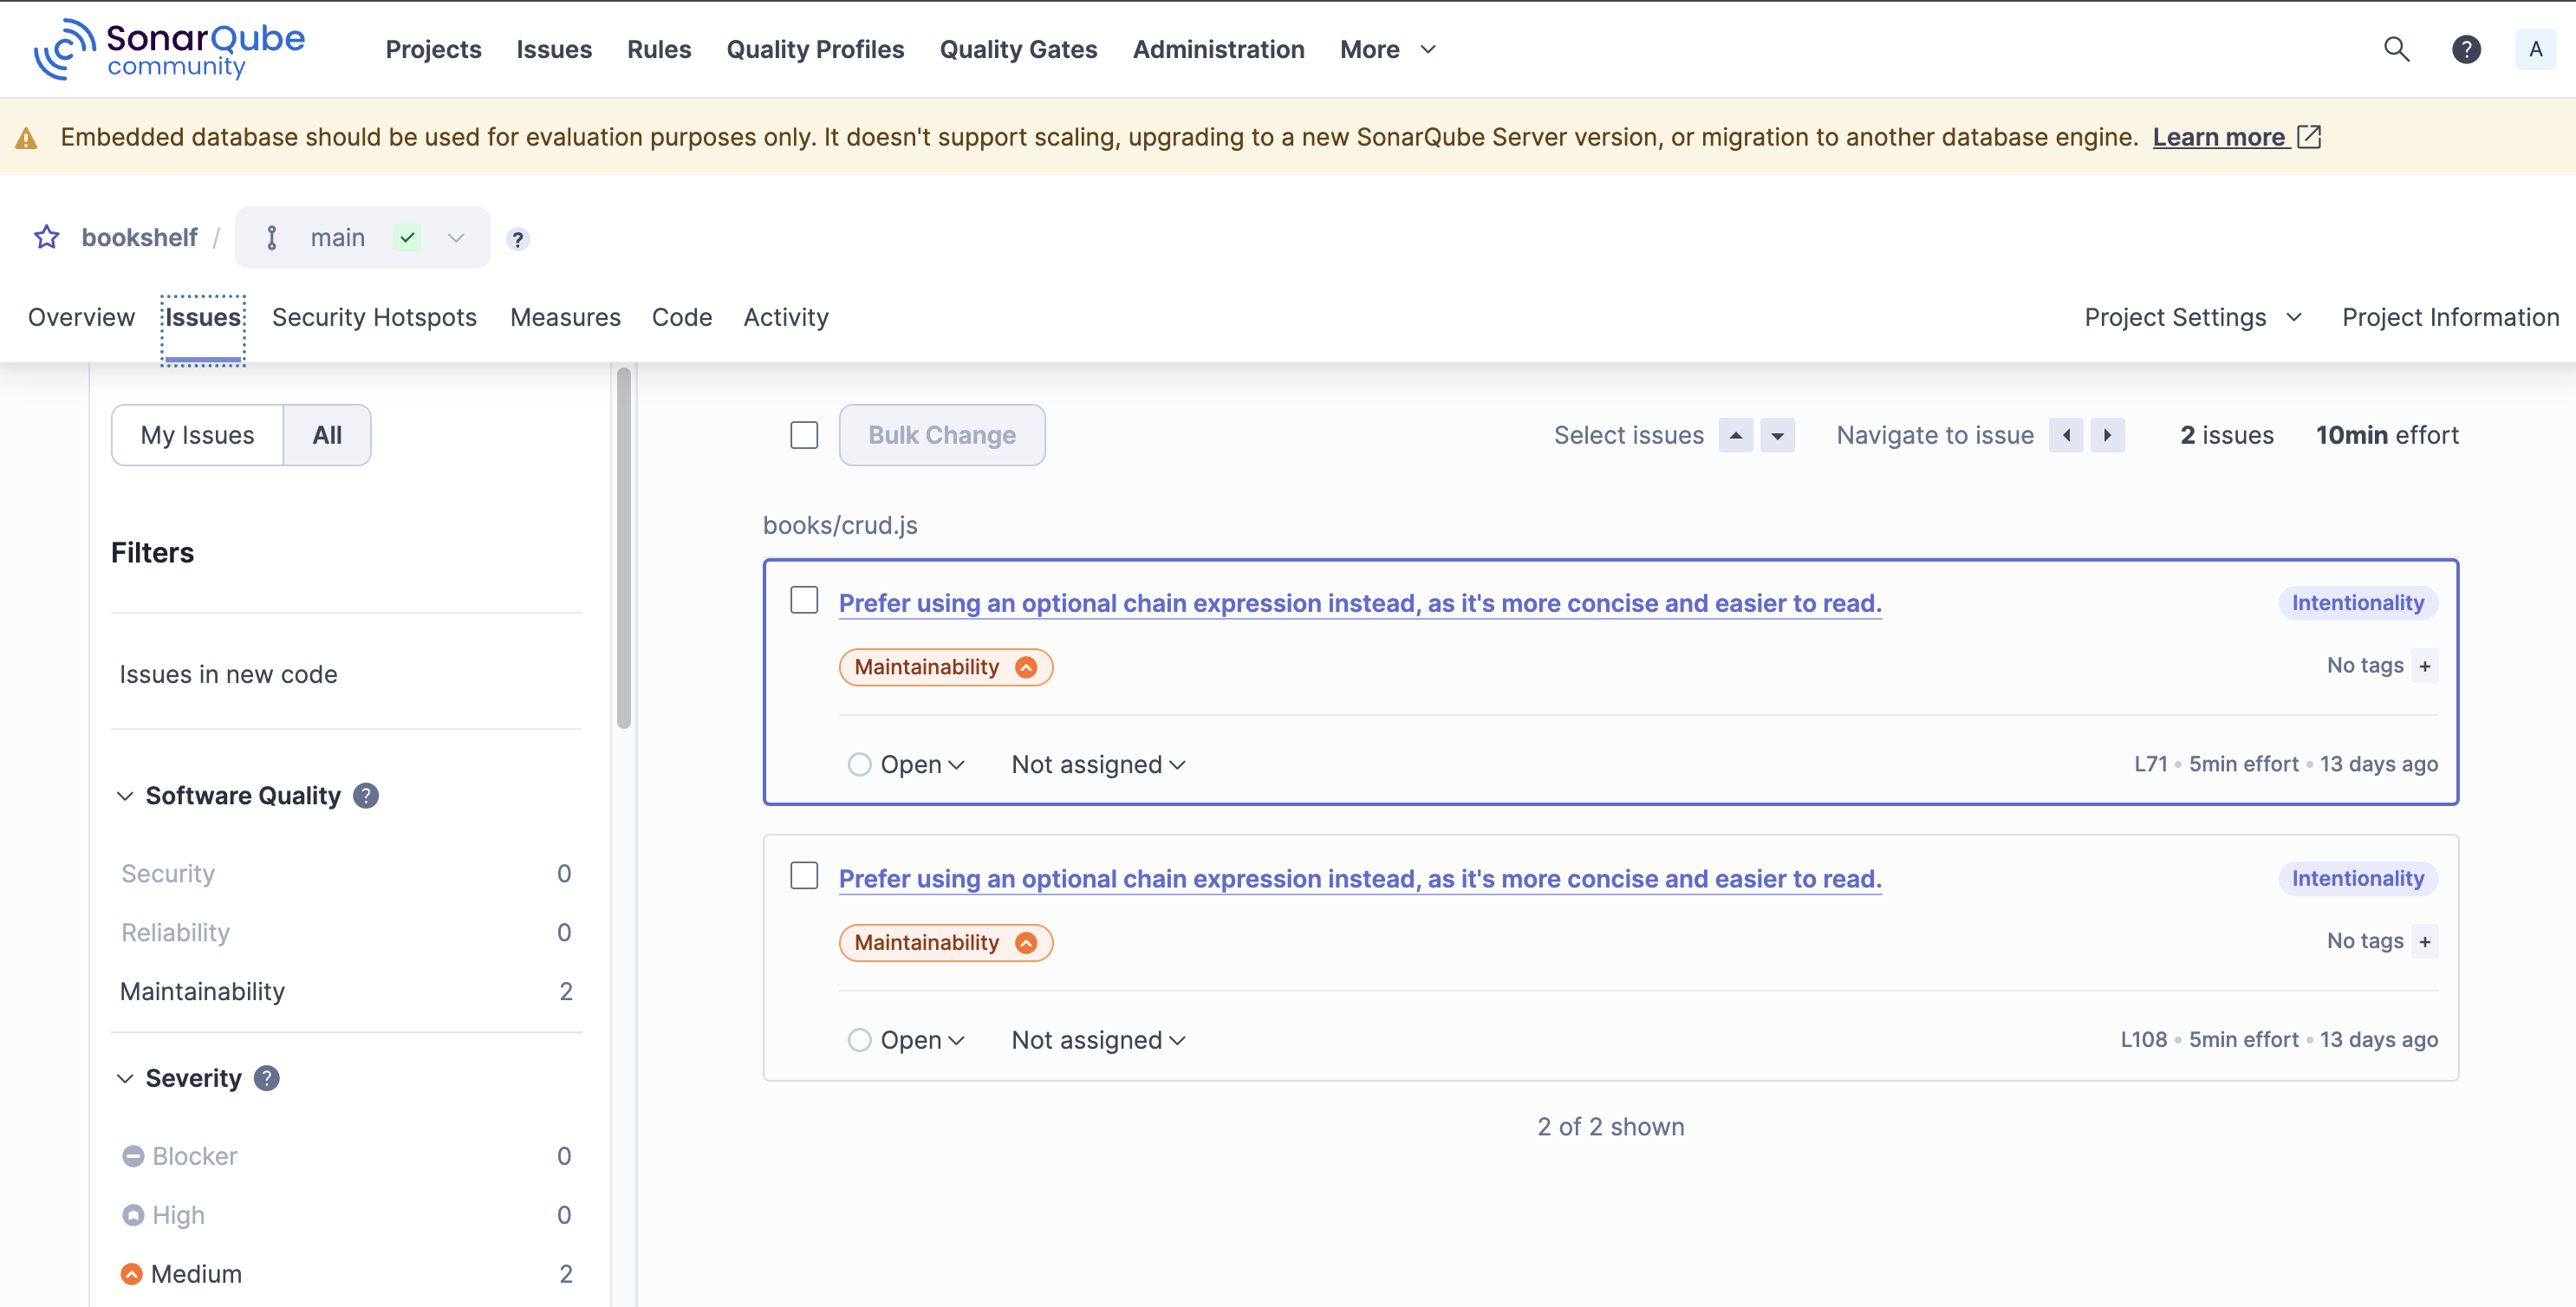 SonarQube community
Projects Issues Rules Quality Profiles Quality Gates Administration More
? A
Embedded database should be used for evaluation purposes only. It doesn't support scaling, upgrading to a new SonarQube Server version, or migration to another database engine. Learn more
bookshelf / main ?
Overview Issues Security Hotspots Measures Code Activity Project Settings Project Information
My Issues All
Bulk Change Select issues Navigate to issue 2 issues 10min effort
Filters
Issues in new code
Software Quality ?
Security 0
Reliability 0
Maintainability 2
Severity ?
Blocker 0
High 0
Medium 2
books/crud.js
Prefer using an optional chain expression instead, as it's more concise and easier to read. Intentionality
Maintainability No tags +
Open Not assigned L71 • 5min effort • 13 days ago
Prefer using an optional chain expression instead, as it's more concise and easier to read. Intentionality
Maintainability No tags +
Open Not assigned L108 • 5min effort • 13 days ago
2 of 2 shown